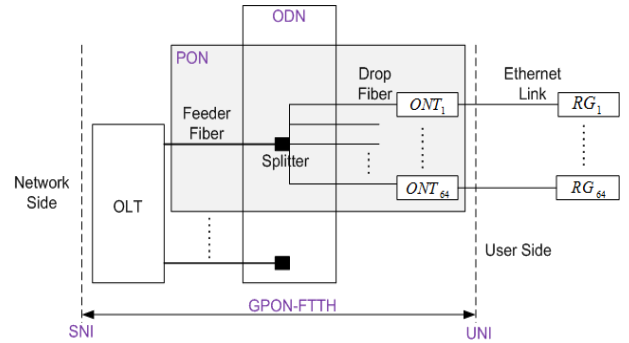 ODN
PON
Drop
Fiber
Ethernet
Link
Feeder
Fiber
ONT1
RG1
Splitter
Network
Side
OLT
ONT64
RG64
User Side
GPON-FTTH
SNI
UNI